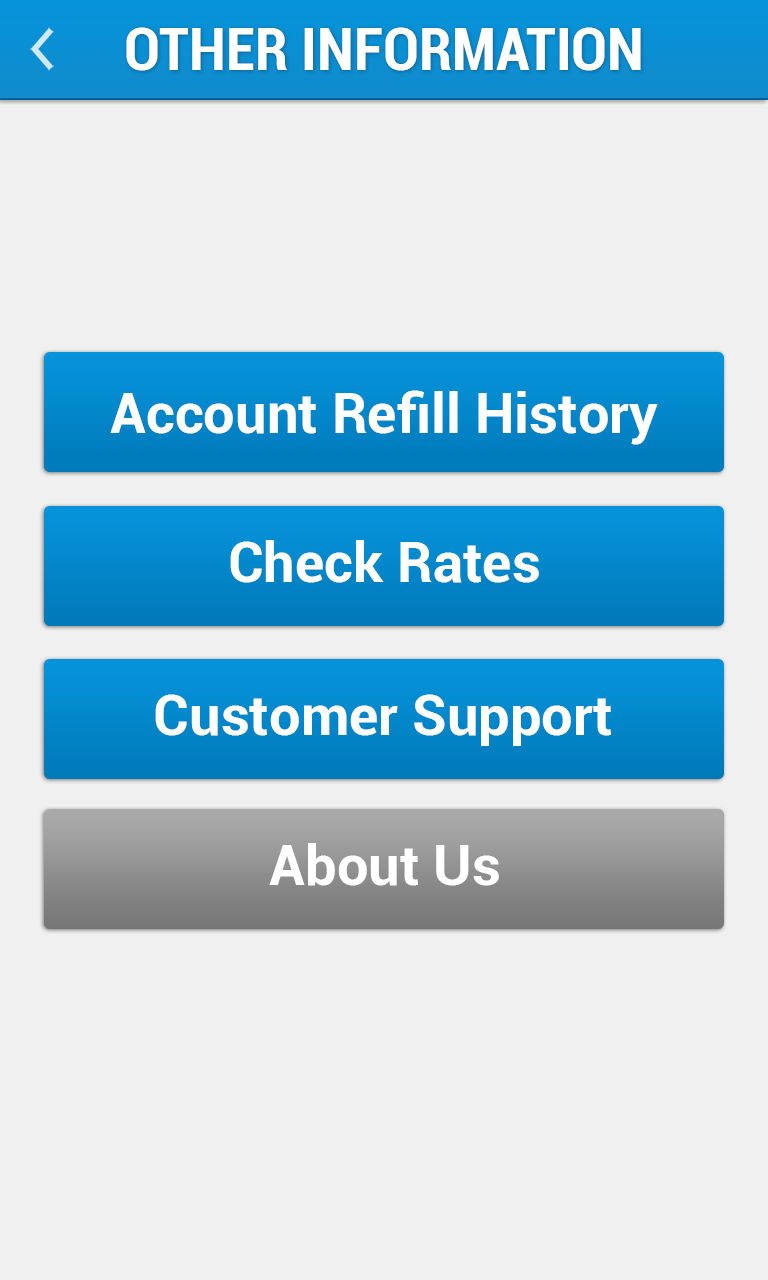 OTHER INFORMATION
Account Refill History
Check Rates
Customer Support
About Us